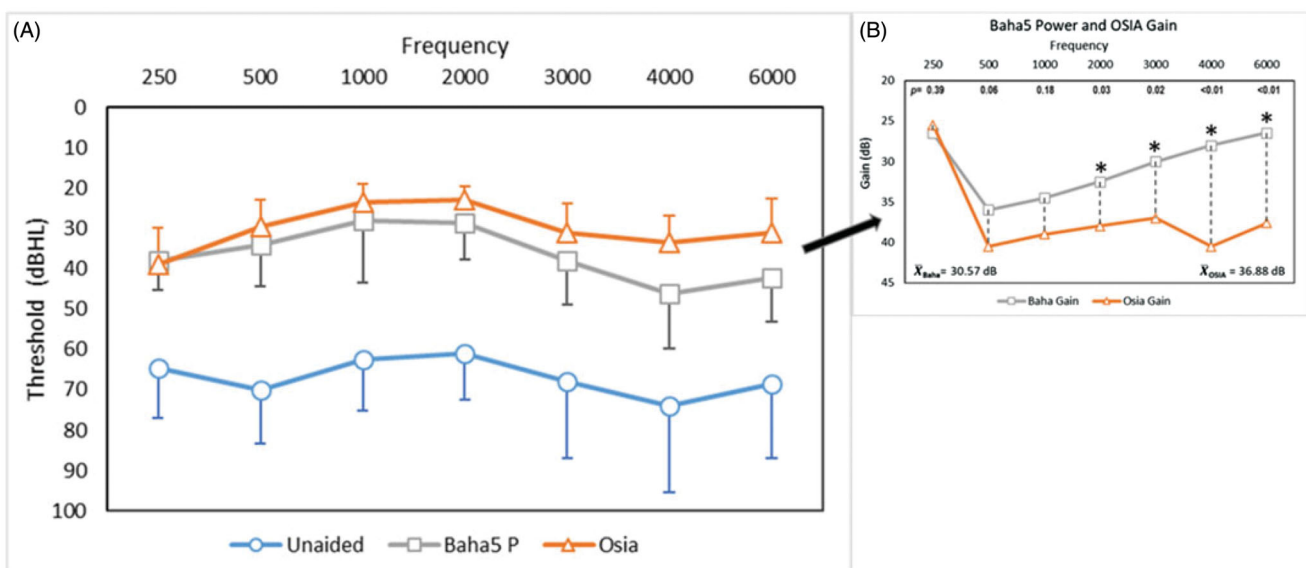 (A)
Frequency
250 500 1000 2000 3000 4000 6000
0
10
20
30
40
50
60
70
80
90
100
Threshold (dBHL)
Unaided Baha5 P Osia
(B)
Baha5 Power and OSIA Gain
Frequency
250 500 1000 2000 3000 4000 6000
p= 0.39 0.06 0.18 0.03 0.02 <0.01 <0.01
20
25
30
35
40
45
Gain (dB)
* * * *
X̄Baha= 30.57 dB X̄OSIA = 36.88 dB
Baha Gain Osia Gain